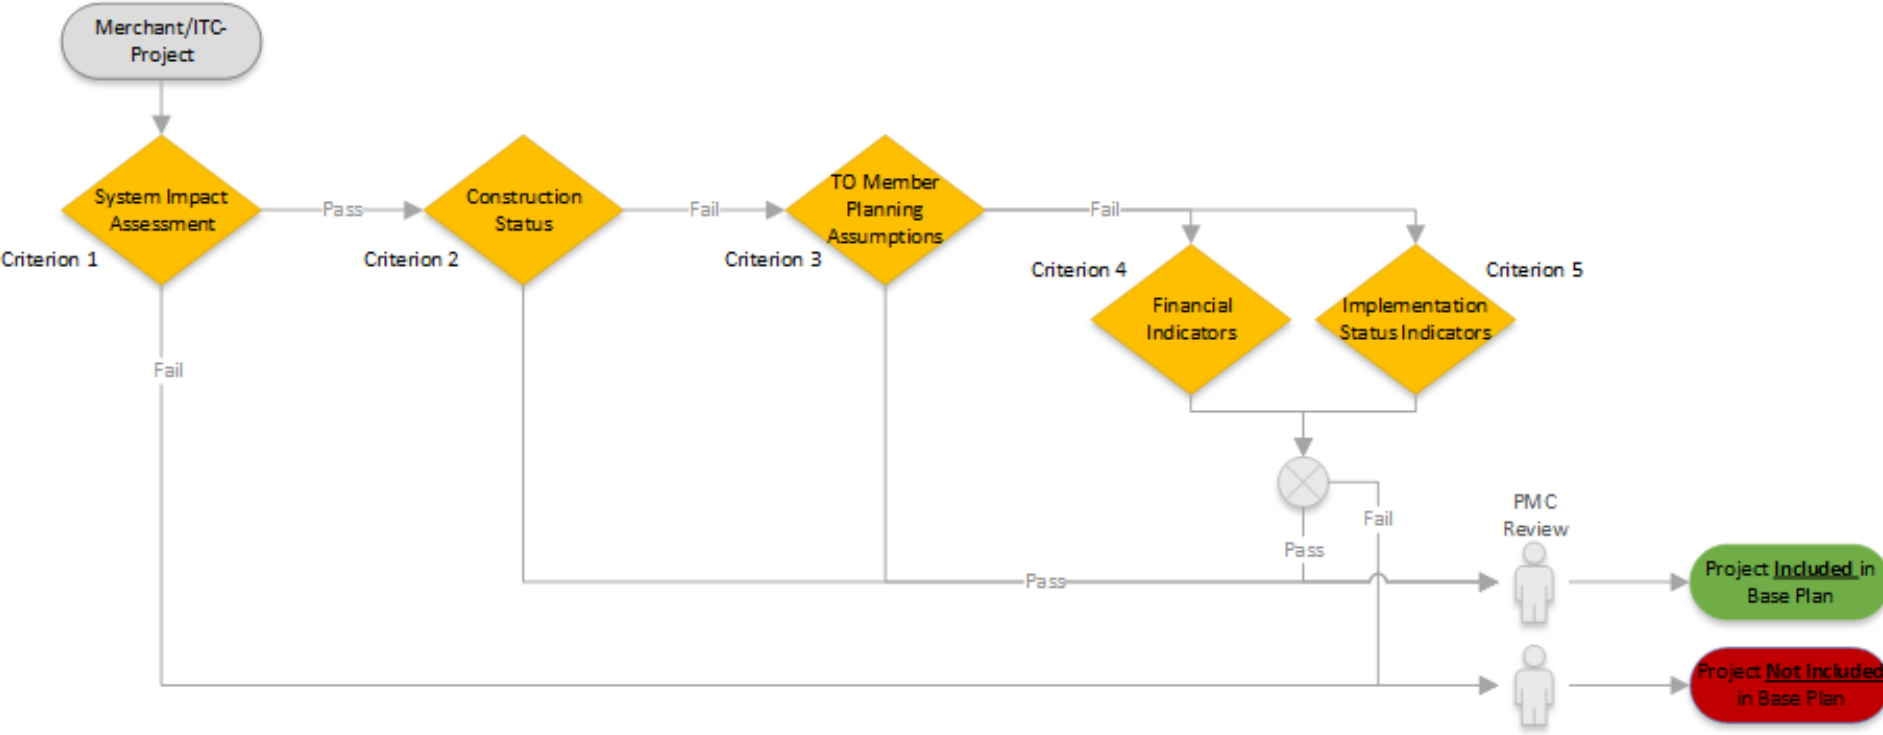 Merchant/ITC-
Project
System Impact
Assessment
Criterion 1
Pass
Construction
Status
Criterion 2
Fail
TO Member
Planning
Assumptions
Criterion 3
Fail
Criterion 4
Financial
Indicators
Criterion 5
Implementation
Status Indicators
Fail
Fail
Pass
Pass
PMC
Review
Project Included in
Base Plan
Project Not Included
in Base Plan